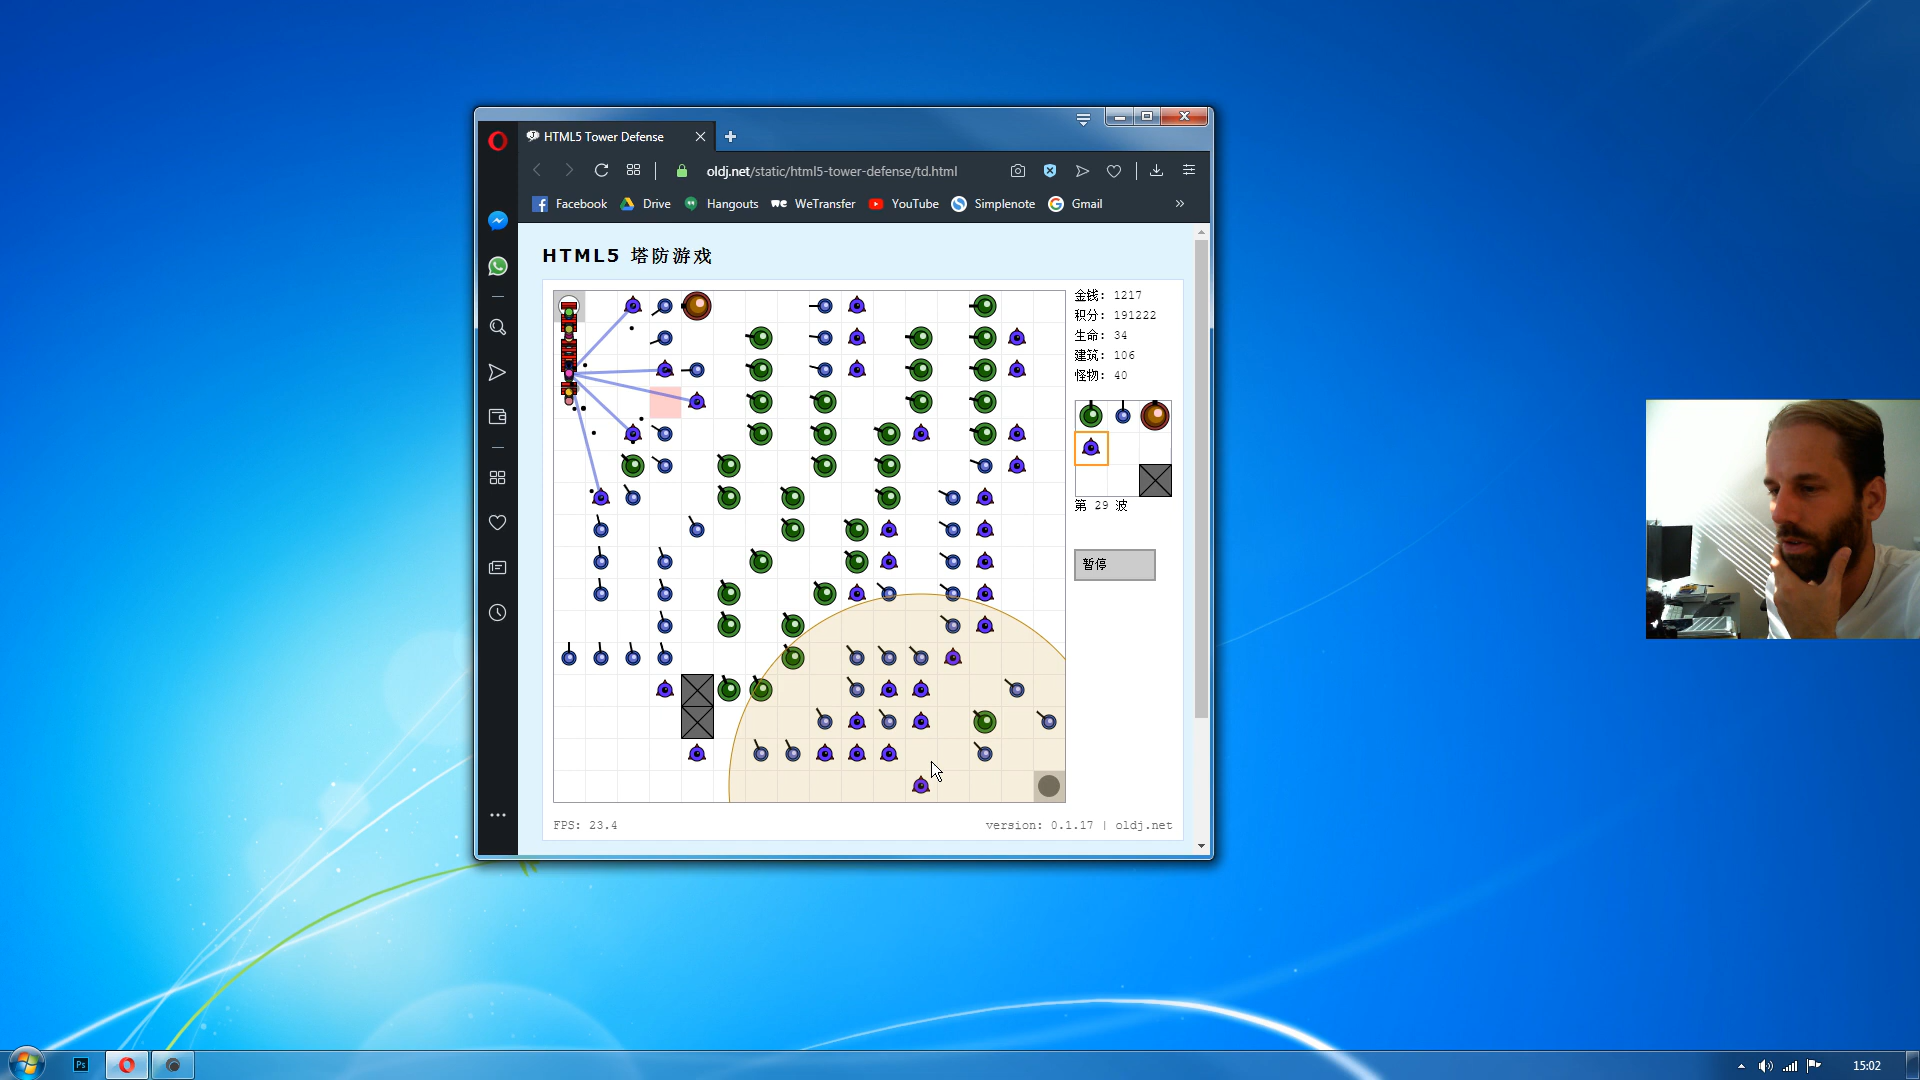 HTML5 Tower Defense
oldj.net/static/html5-tower-defense/td.html
Facebook Drive Hangouts WeTransfer YouTube Simplenote Gmail
HTML5 塔防游戏
金钱: 1217
积分: 191222
生命: 34
建筑: 106
怪物: 40
第 29 波
暂停
FPS: 23.4
version: 0.1.17 | oldj.net
Ps
15:02